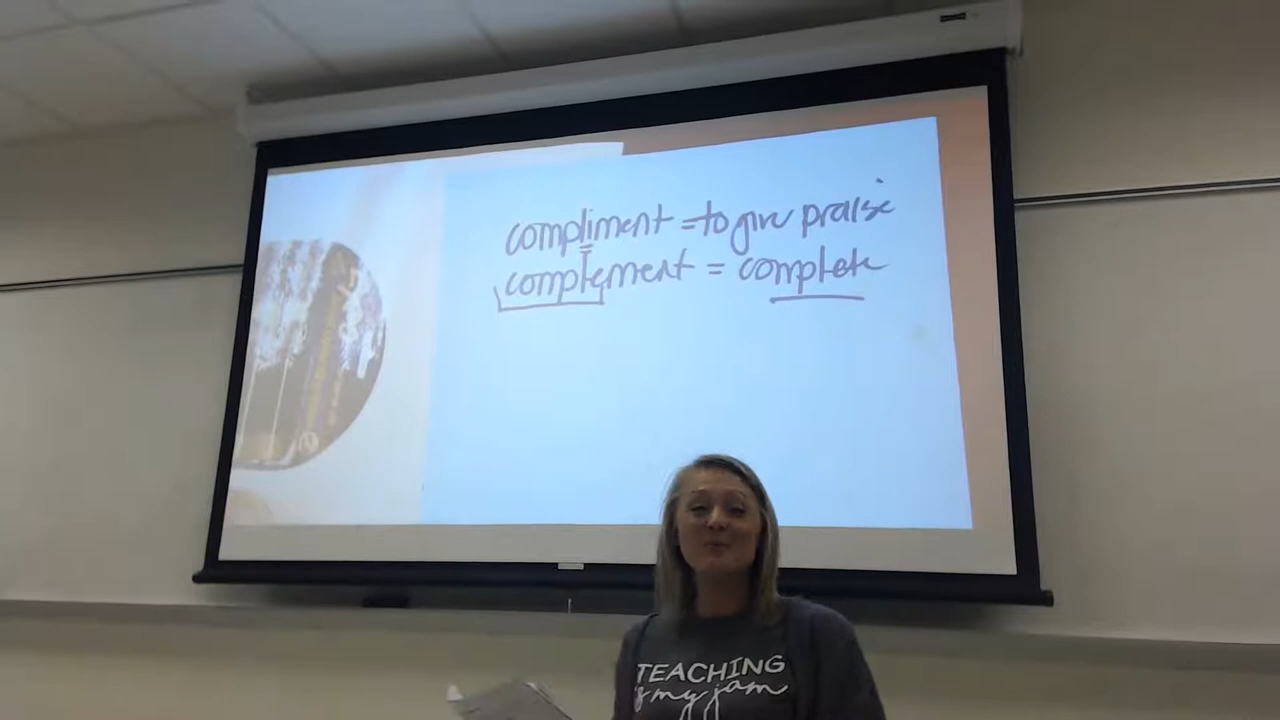 compliment = to give praise
complement = complete
TEACHING
is my jam